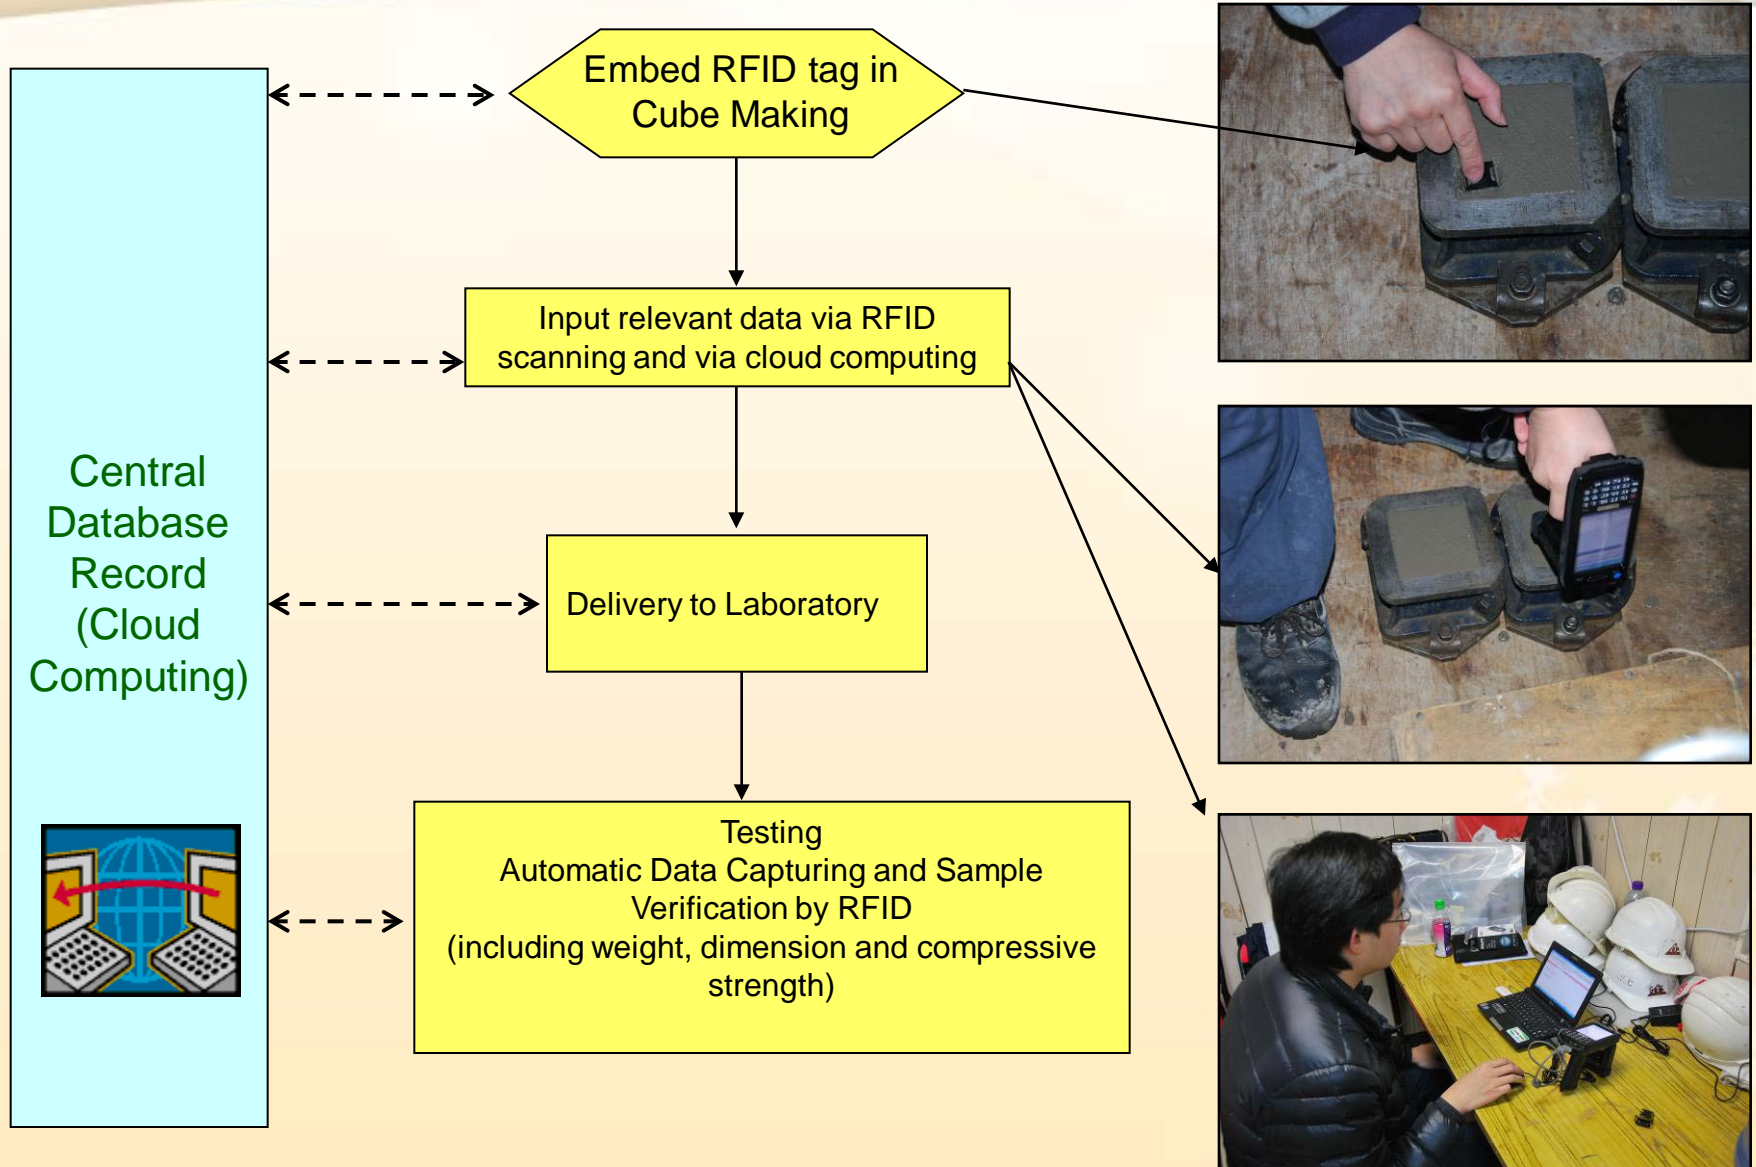 Embed RFID tag in
Cube Making
Input relevant data via RFID
scanning and via cloud computing
Central
Database
Record
(Cloud
Computing)
Delivery to Laboratory
Testing
Automatic Data Capturing and Sample
Verification by RFID
(including weight, dimension and compressive
strength)